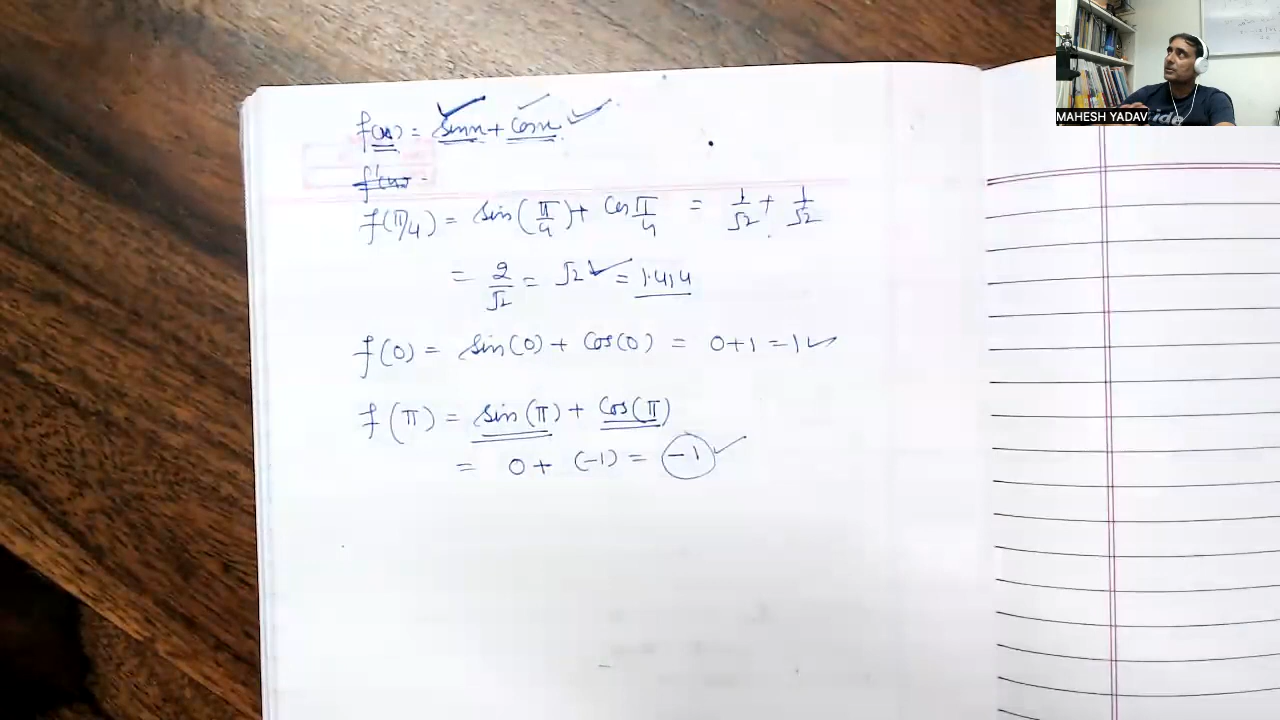 f(x) = sinx + cosx
f'(x) =
f(π/4) = sin(π/4) + cos π/4 = 1/√2 + 1/√2
= 2/√2 = √2 = 1.414
f(0) = sin(0) + cos(0) = 0+1 = 1
f(π) = sin(π) + cos(π)
= 0 + (-1) = -1
MAHESH YADAV